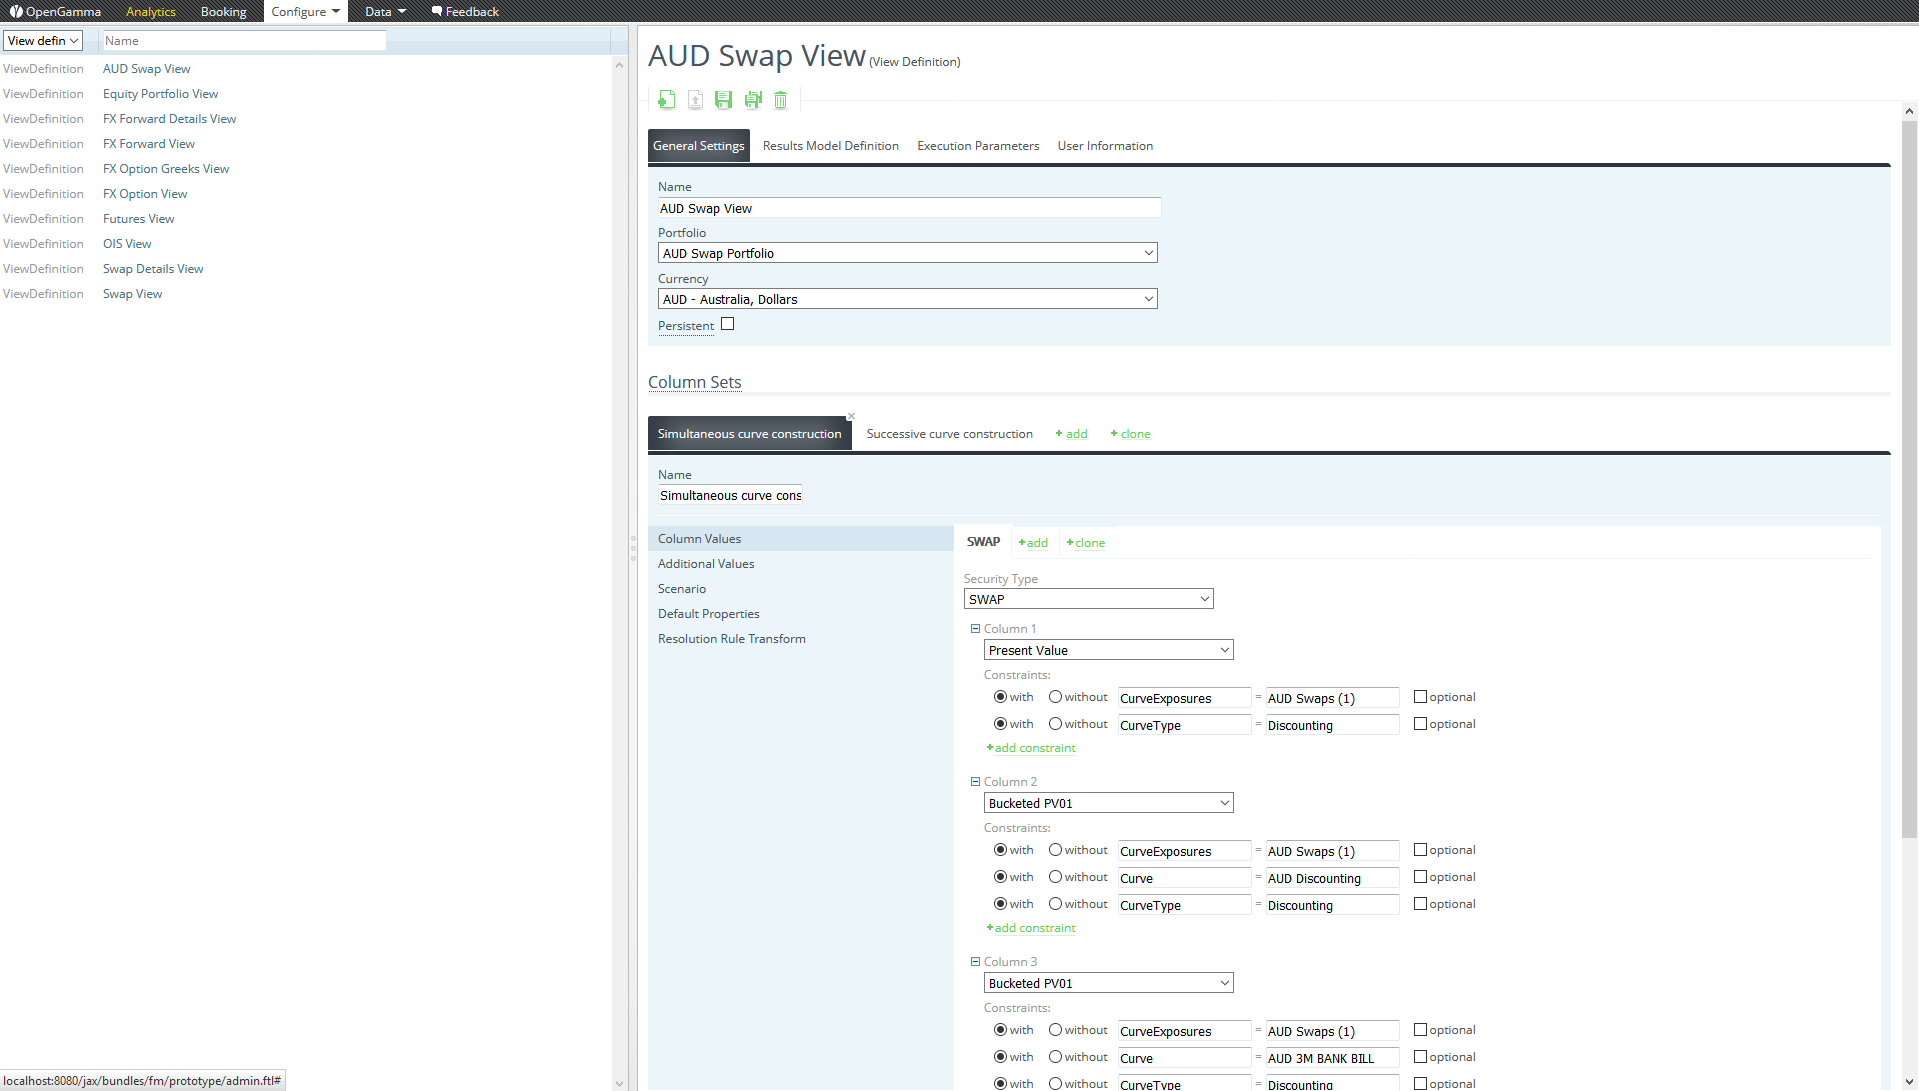 OpenGamma Analytics Booking Configure Data Feedback
View defin Name
ViewDefinition AUD Swap View
ViewDefinition Equity Portfolio View
ViewDefinition FX Forward Details View
ViewDefinition FX Forward View
ViewDefinition FX Option Greeks View
ViewDefinition FX Option View
ViewDefinition Futures View
ViewDefinition OIS View
ViewDefinition Swap Details View
ViewDefinition Swap View
AUD Swap View (View Definition)
General Settings Results Model Definition Execution Parameters User Information
Name
AUD Swap View
Portfolio
AUD Swap Portfolio
Currency
AUD - Australia, Dollars
Persistent
Column Sets
Simultaneous curve construction Successive curve construction + add + clone
Name
Simultaneous curve cons
Column Values
Additional Values
Scenario
Default Properties
Resolution Rule Transform
SWAP +add +clone
Security Type
SWAP
Column 1
Present Value
Constraints:
with without CurveExposures = AUD Swaps (1) optional
with without CurveType = Discounting optional
+add constraint
Column 2
Bucketed PV01
Constraints:
with without CurveExposures = AUD Swaps (1) optional
with without Curve = AUD Discounting optional
with without CurveType = Discounting optional
+add constraint
Column 3
Bucketed PV01
Constraints:
with without CurveExposures = AUD Swaps (1) optional
with without Curve = AUD 3M BANK BILL optional
with without CurveType = Discounting optional
localhost:8080/jax/bundles/fm/prototype/admin.ftl#